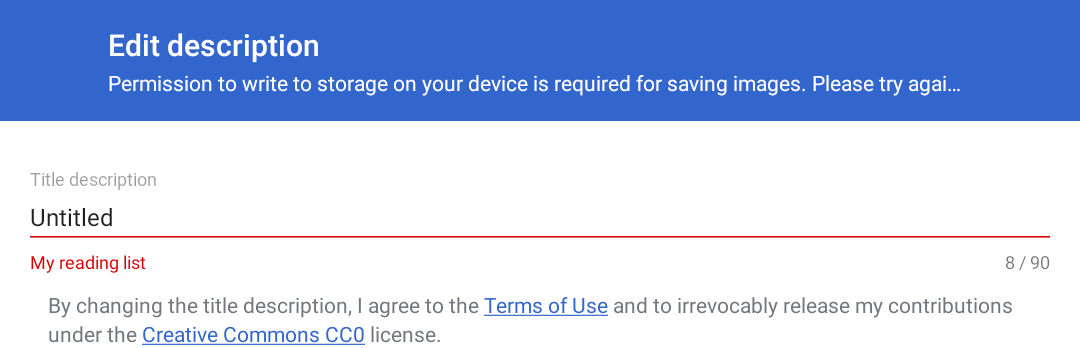 Edit description
Permission to write to storage on your device is required for saving images. Please try agai…
Title description
Untitled
My reading list
8 / 90
By changing the title description, I agree to the Terms of Use and to irrevocably release my contributions
under the Creative Commons CC0 license.